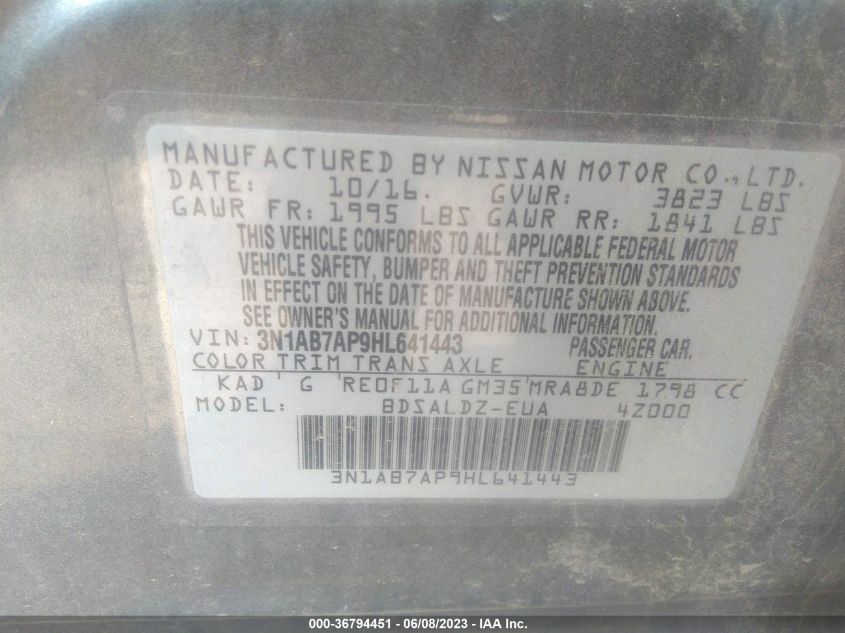 MANUFACTURED BY NISSAN MOTOR CO., LTD.
DATE: 10/16. GVWR: 3823 LBS
GAWR FR: 1995 LBS GAWR RR: 1841 LBS
THIS VEHICLE CONFORMS TO ALL APPLICABLE FEDERAL MOTOR
VEHICLE SAFETY, BUMPER AND THEFT PREVENTION STANDARDS
IN EFFECT ON THE DATE OF MANUFACTURE SHOWN ABOVE.
SEE OWNER'S MANUAL FOR ADDITIONAL INFORMATION.
VIN: 3N1AB7AP9HL641443 PASSENGER CAR.
COLOR TRIM TRANS AXLE ENGINE
KAD G RE0F11A GM35 MRA8DE 1798 CC
MODEL: BDSALDZ-EUA 4Z000
3N1AB7AP9HL641443
000-36794451 - 06/08/2023 - IAA Inc.